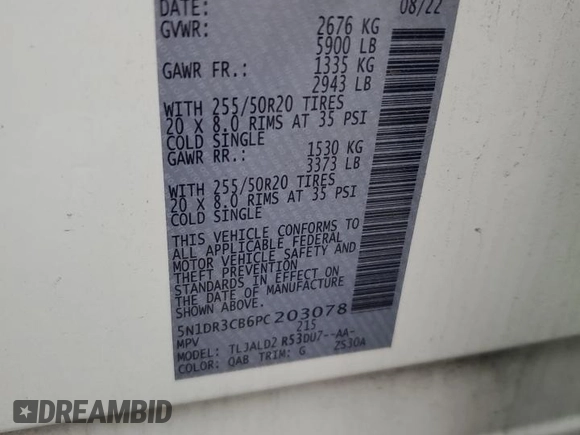 DATE: 08/22
GVWR: 2676 KG
5900 LB
GAWR FR.: 1335 KG
2943 LB
WITH 255/50R20 TIRES
20 X 8.0 RIMS AT 35 PSI
COLD SINGLE
GAWR RR.: 1530 KG
3373 LB
WITH 255/50R20 TIRES
20 X 8.0 RIMS AT 35 PSI
COLD SINGLE
THIS VEHICLE CONFORMS TO
ALL APPLICABLE FEDERAL
MOTOR VEHICLE SAFETY AND
THEFT PREVENTION
STANDARDS IN EFFECT ON
THE DATE OF MANUFACTURE
SHOWN ABOVE.
5N1DR3CB6PC203078
MPV 215
MODEL: TLJALD2 R53DU7--AA-
COLOR: QAB TRIM: G ZS30A
DREAMBID